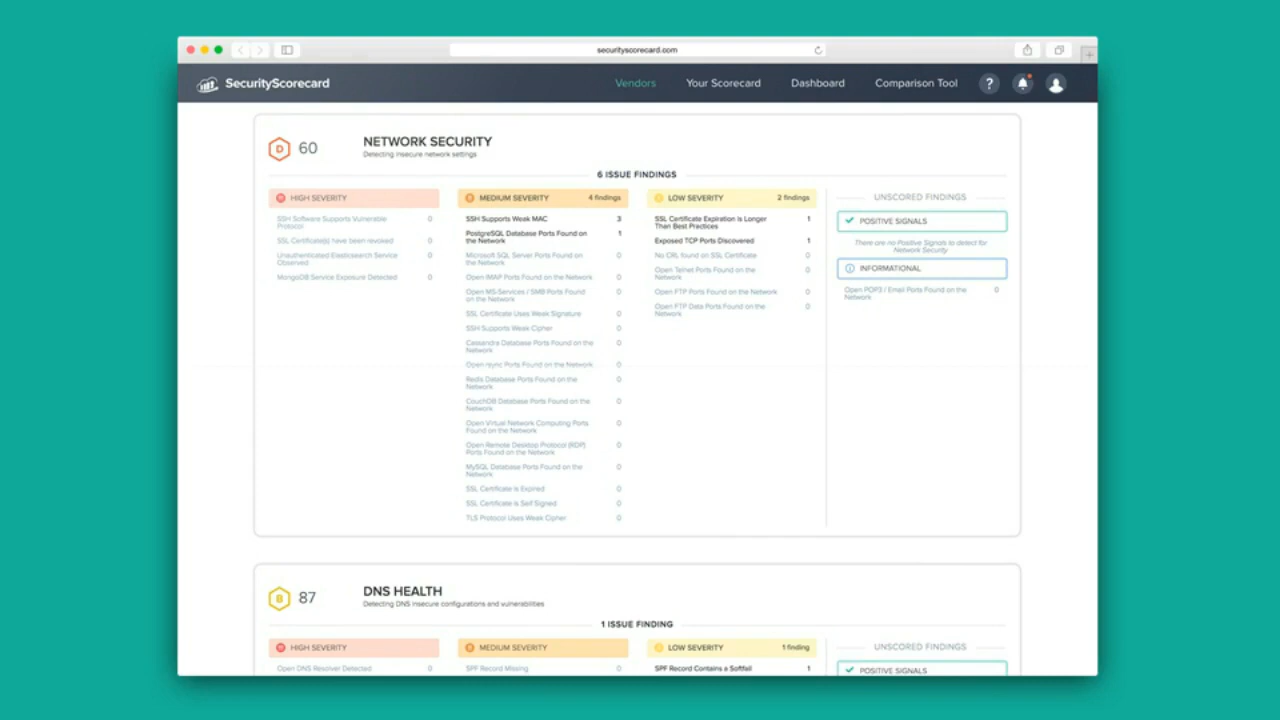 securityscorecard.com
SecurityScorecard
Vendors
Your Scorecard
Dashboard
Comparison Tool
?
D
60
NETWORK SECURITY
Detecting insecure network settings
6 ISSUE FINDINGS
HIGH SEVERITY
SSH Software Supports Vulnerable 0
Protocol
SSL Certificate(s) have been revoked 0
Unauthenticated Elasticsearch Service 0
Observed
MongoDB Service Exposure Detected 0
MEDIUM SEVERITY 4 findings
SSH Supports Weak MAC 3
PostgreSQL Database Ports Found on 1
the Network
Microsoft SQL Server Ports Found on 0
the Network
Open IMAP Ports Found on the Network 0
Open MS-Services / SMB Ports Found 0
on the Network
SSL Certificate Uses Weak Signature 0
SSH Supports Weak Cipher 0
Cassandra Database Ports Found on the 0
Network
Open rsync Ports Found on the Network 0
Redis Database Ports Found on the 0
Network
CouchDB Database Ports Found on the 0
Network
Open Virtual Network Computing Ports 0
Found on the Network
Open Remote Desktop Protocol (RDP) 0
Ports Found on the Network
MySQL Database Ports Found on the 0
Network
SSL Certificate is Expired 0
SSL Certificate is Self Signed 0
TLS Protocol Uses Weak Cipher 0
LOW SEVERITY 2 findings
SSL Certificate Expiration is Longer 1
Than Best Practices
Exposed TCP Ports Discovered 1
No CRL found on SSL Certificate 0
Open Telnet Ports Found on the 0
Network
Open FTP Ports Found on the Network 0
Open FTP Data Ports Found on the 0
Network
UNSCORED FINDINGS
POSITIVE SIGNALS
There are no Positive Signals to detect for
Network Security
INFORMATIONAL
Open POP3 / Email Ports Found on the 0
Network
B
87
DNS HEALTH
Detecting DNS insecure configurations and vulnerabilities
1 ISSUE FINDING
HIGH SEVERITY
Open DNS Resolver Detected 0
MEDIUM SEVERITY
SPF Record Missing 0
LOW SEVERITY 1 finding
SPF Record Contains a Softfail 1
UNSCORED FINDINGS
POSITIVE SIGNALS